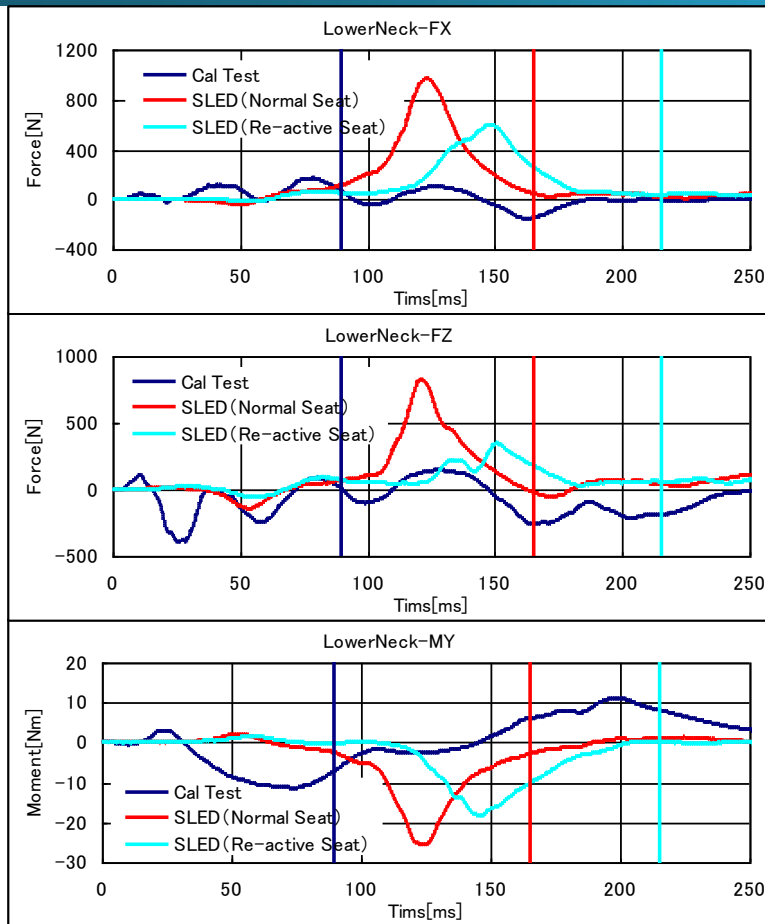 LowerNeck-FX
1200
800
400
0
-400
Force[N]
Cal Test
SLED(Normal Seat)
SLED(Re-active Seat)
0 50 100 150 200 250
Tims[ms]
LowerNeck-FZ
1000
500
0
-500
Force[N]
Cal Test
SLED(Normal Seat)
SLED(Re-active Seat)
0 50 100 150 200 250
Tims[ms]
LowerNeck-MY
20
10
0
-10
-20
-30
Moment[Nm]
Cal Test
SLED(Normal Seat)
SLED(Re-active Seat)
0 50 100 150 200 250
Tims[ms]